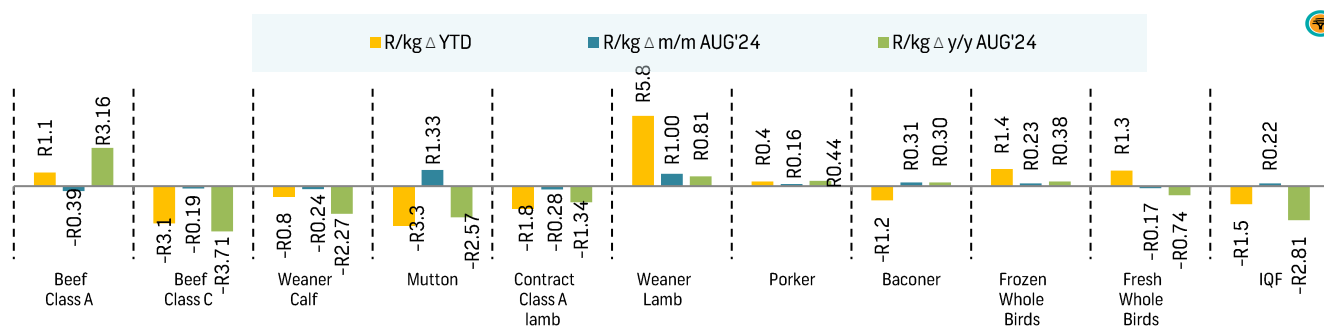 R/kg △ YTD
R/kg △ m/m AUG'24
R/kg △ y/y AUG'24
R1.1
−R0.39
R3.16
−R3.1
−R0.19
−R3.71
−R0.8
−R0.24
−R2.27
−R3.3
R1.33
−R2.57
−R1.8
−R0.28
−R1.34
R5.8
R1.00
R0.81
R0.4
R0.16
R0.44
−R1.2
R0.31
R0.30
R1.4
R0.23
R0.38
R1.3
−R0.17
−R0.74
−R1.5
R0.22
−R2.81
Beef
Class A
Beef
Class C
Weaner
Calf
Mutton
Contract
Class A
lamb
Weaner
Lamb
Porker
Baconer
Frozen
Whole
Birds
Fresh
Whole
Birds
IQF